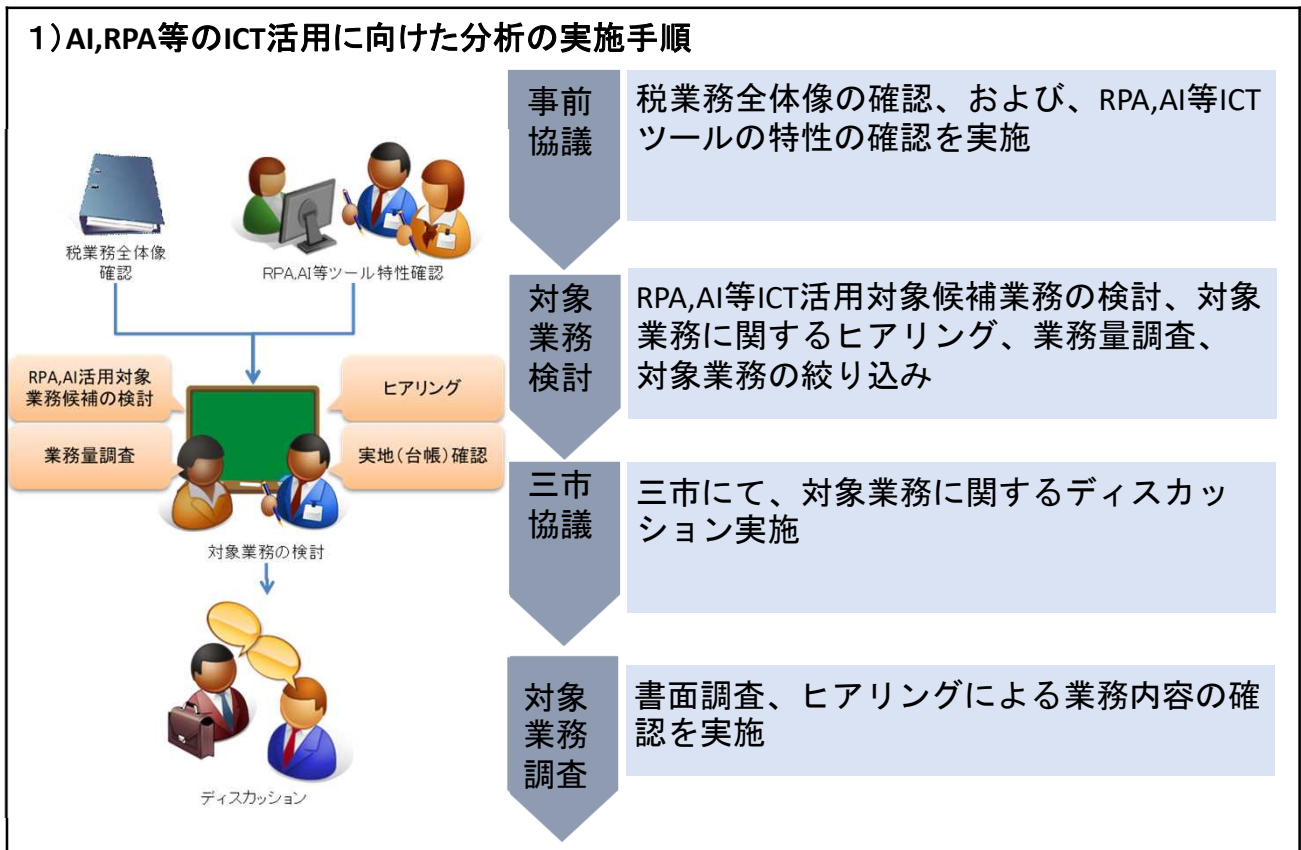 1)AI,RPA等のICT活用に向けた分析の実施手順
税業務全体像
確認
RPA,AI等ツール特性確認
RPA,AI活用対象
業務候補の検討
ヒアリング
業務量調査
実地(台帳)確認
対象業務の検討
ディスカッション
事前
協議
税業務全体像の確認、および、RPA,AI等ICT
ツールの特性の確認を実施
対象
業務
検討
RPA,AI等ICT活用対象候補業務の検討、対象
業務に関するヒアリング、業務量調査、
対象業務の絞り込み
三市
協議
三市にて、対象業務に関するディスカッ
ション実施
対象
業務
調査
書面調査、ヒアリングによる業務内容の確
認を実施